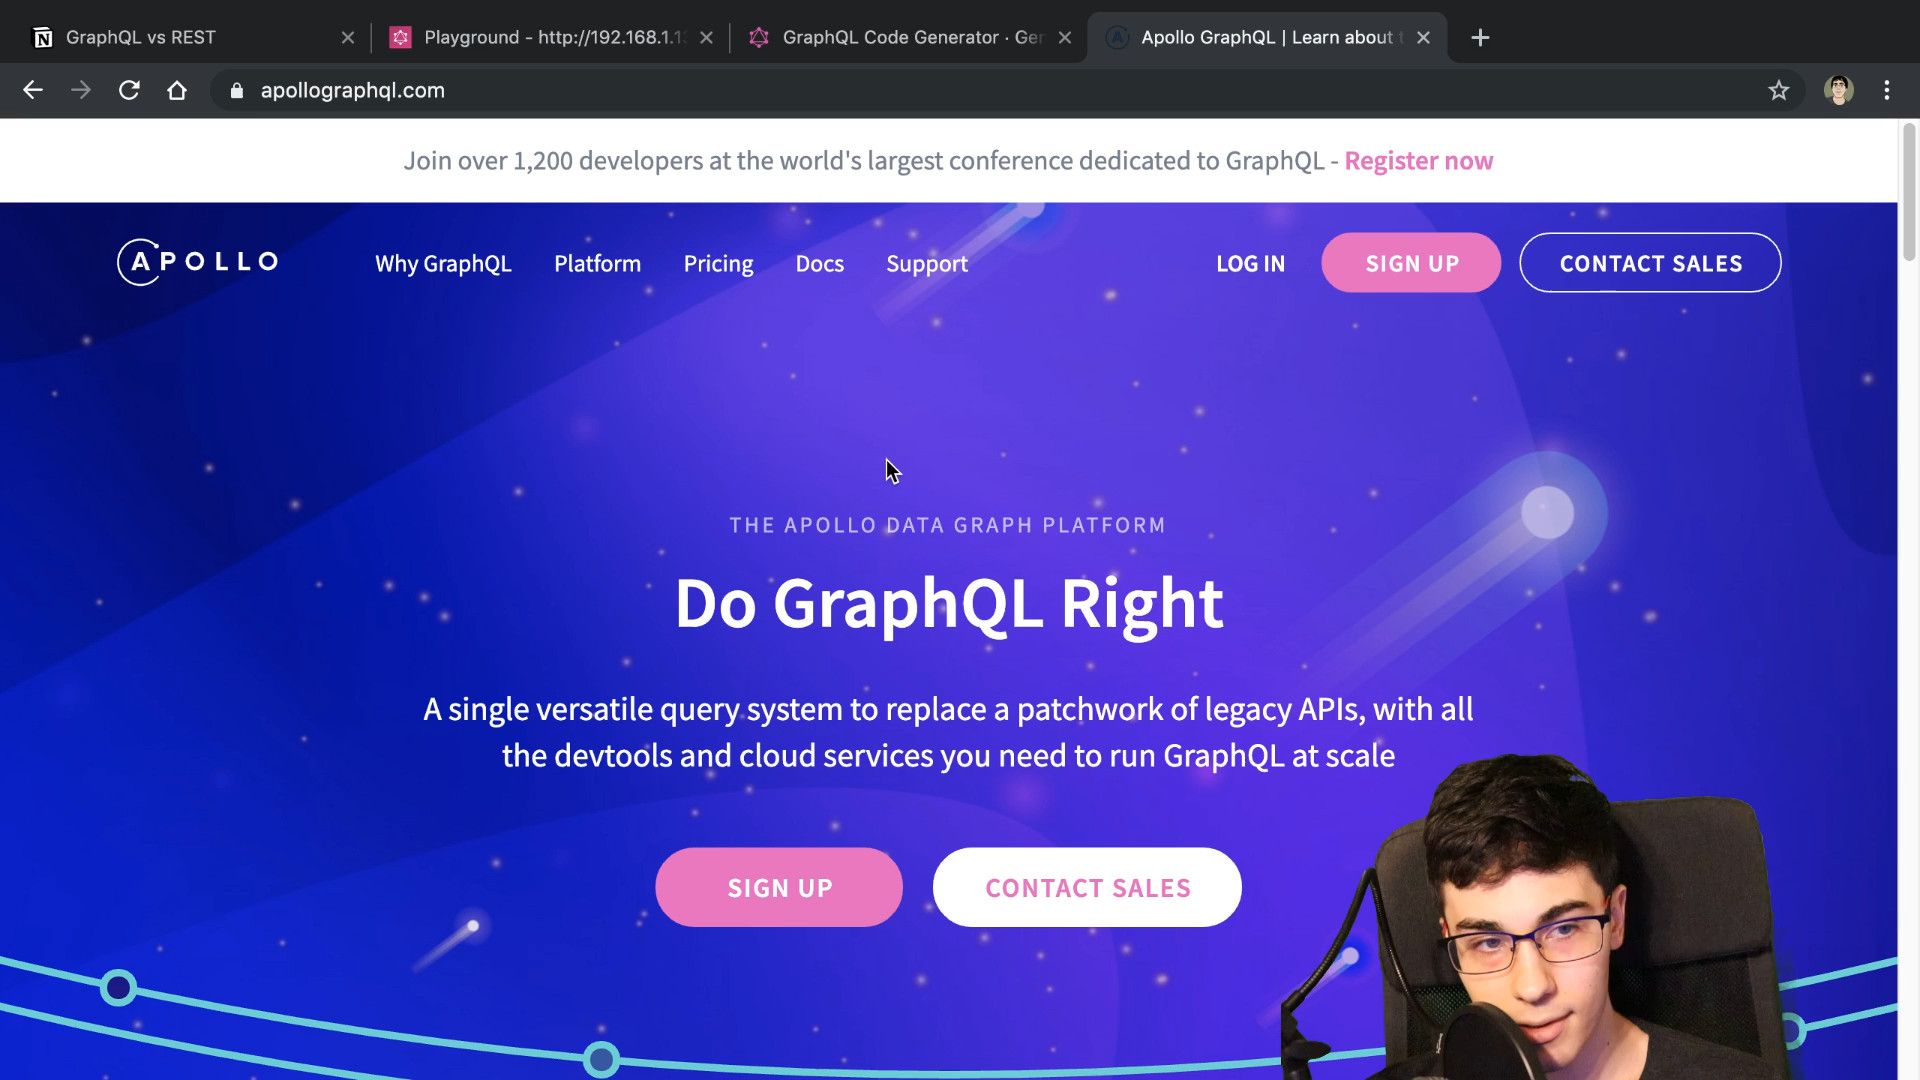 GraphQL vs REST
Playground - http://192.168.1.1
GraphQL Code Generator · Ger
Apollo GraphQL | Learn about
apollographql.com
Join over 1,200 developers at the world's largest conference dedicated to GraphQL - Register now
APOLLO
Why GraphQL Platform Pricing Docs Support LOG IN SIGN UP CONTACT SALES
THE APOLLO DATA GRAPH PLATFORM
Do GraphQL Right
A single versatile query system to replace a patchwork of legacy APIs, with all
the devtools and cloud services you need to run GraphQL at scale
SIGN UP CONTACT SALES